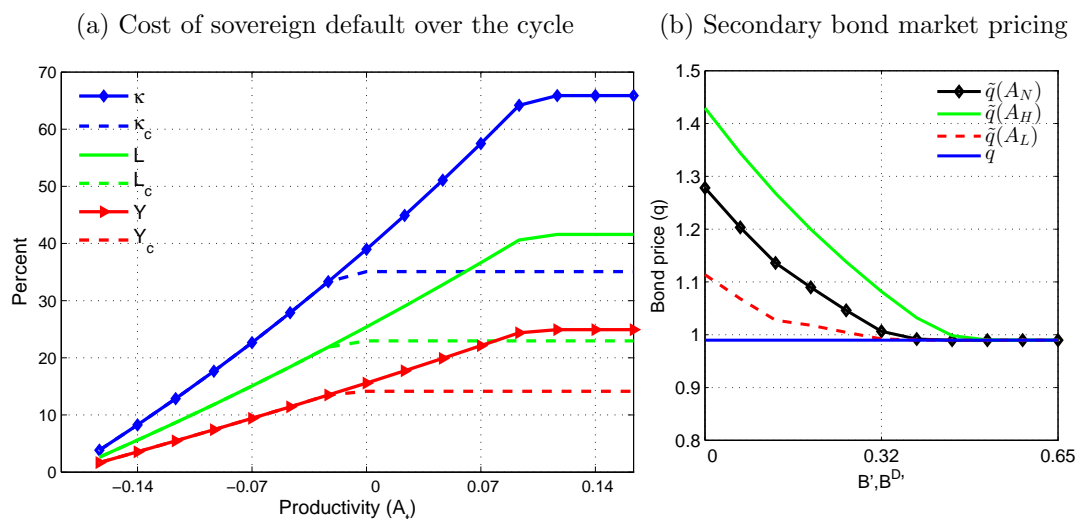 (a) Cost of sovereign default over the cycle
70
60
50
40
30
20
10
0
Percent
κ
κc
L
Lc
Y
Yc
−0.14
−0.07
0
0.07
0.14
Productivity (At)
(b) Secondary bond market pricing
1.5
1.4
1.3
1.2
1.1
1
0.9
0.8
Bond price (q)
q̃(AN)
q̃(AH)
q̃(AL)
q
0
0.32
0.65
B',BD,